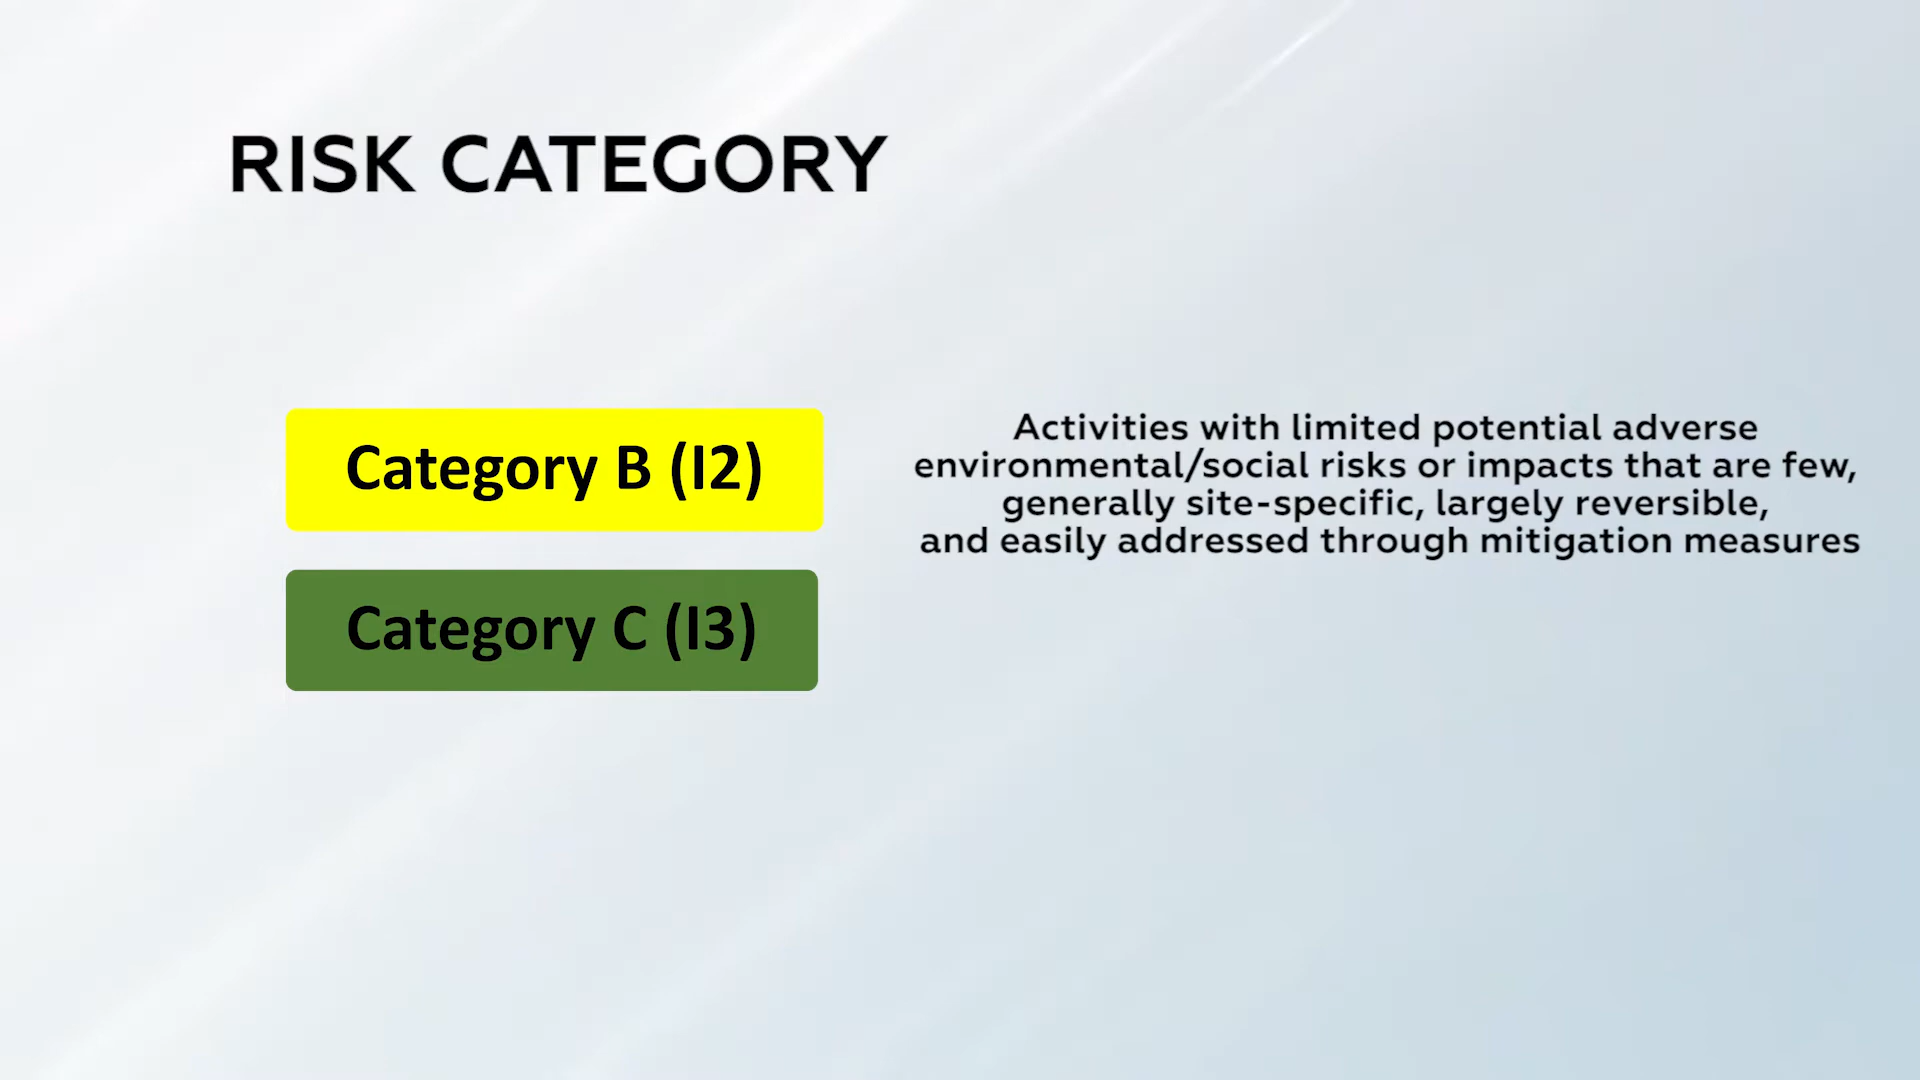 RISK CATEGORY
Category B (I2)
Activities with limited potential adverse
environmental/social risks or impacts that are few,
generally site-specific, largely reversible,
and easily addressed through mitigation measures
Category C (I3)